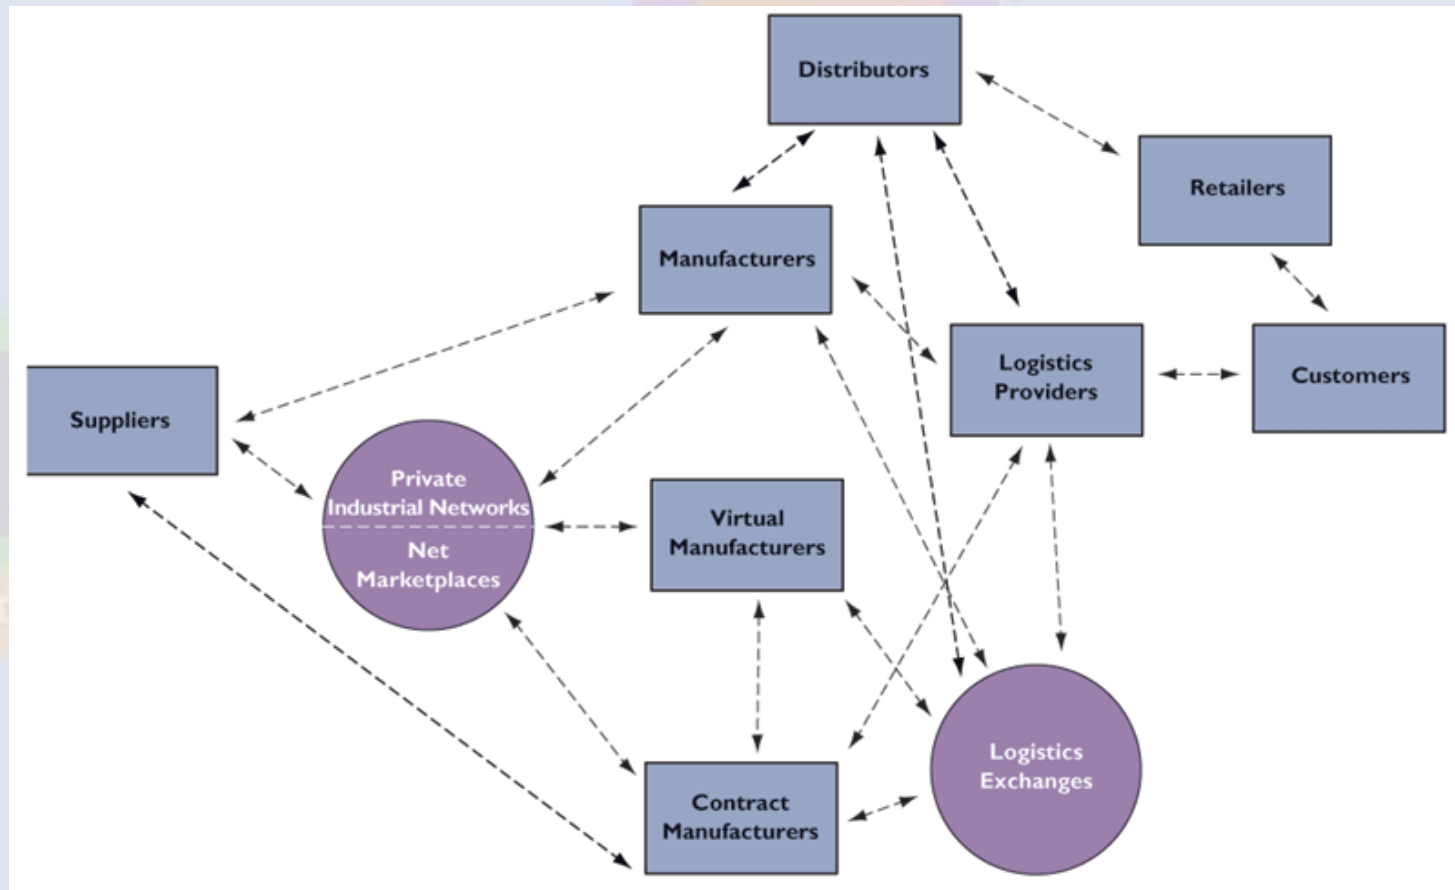 Distributors
Retailers
Manufacturers
Logistics
Providers
Customers
Suppliers
Private
Industrial Networks
Net
Marketplaces
Virtual
Manufacturers
Contract
Manufacturers
Logistics
Exchanges